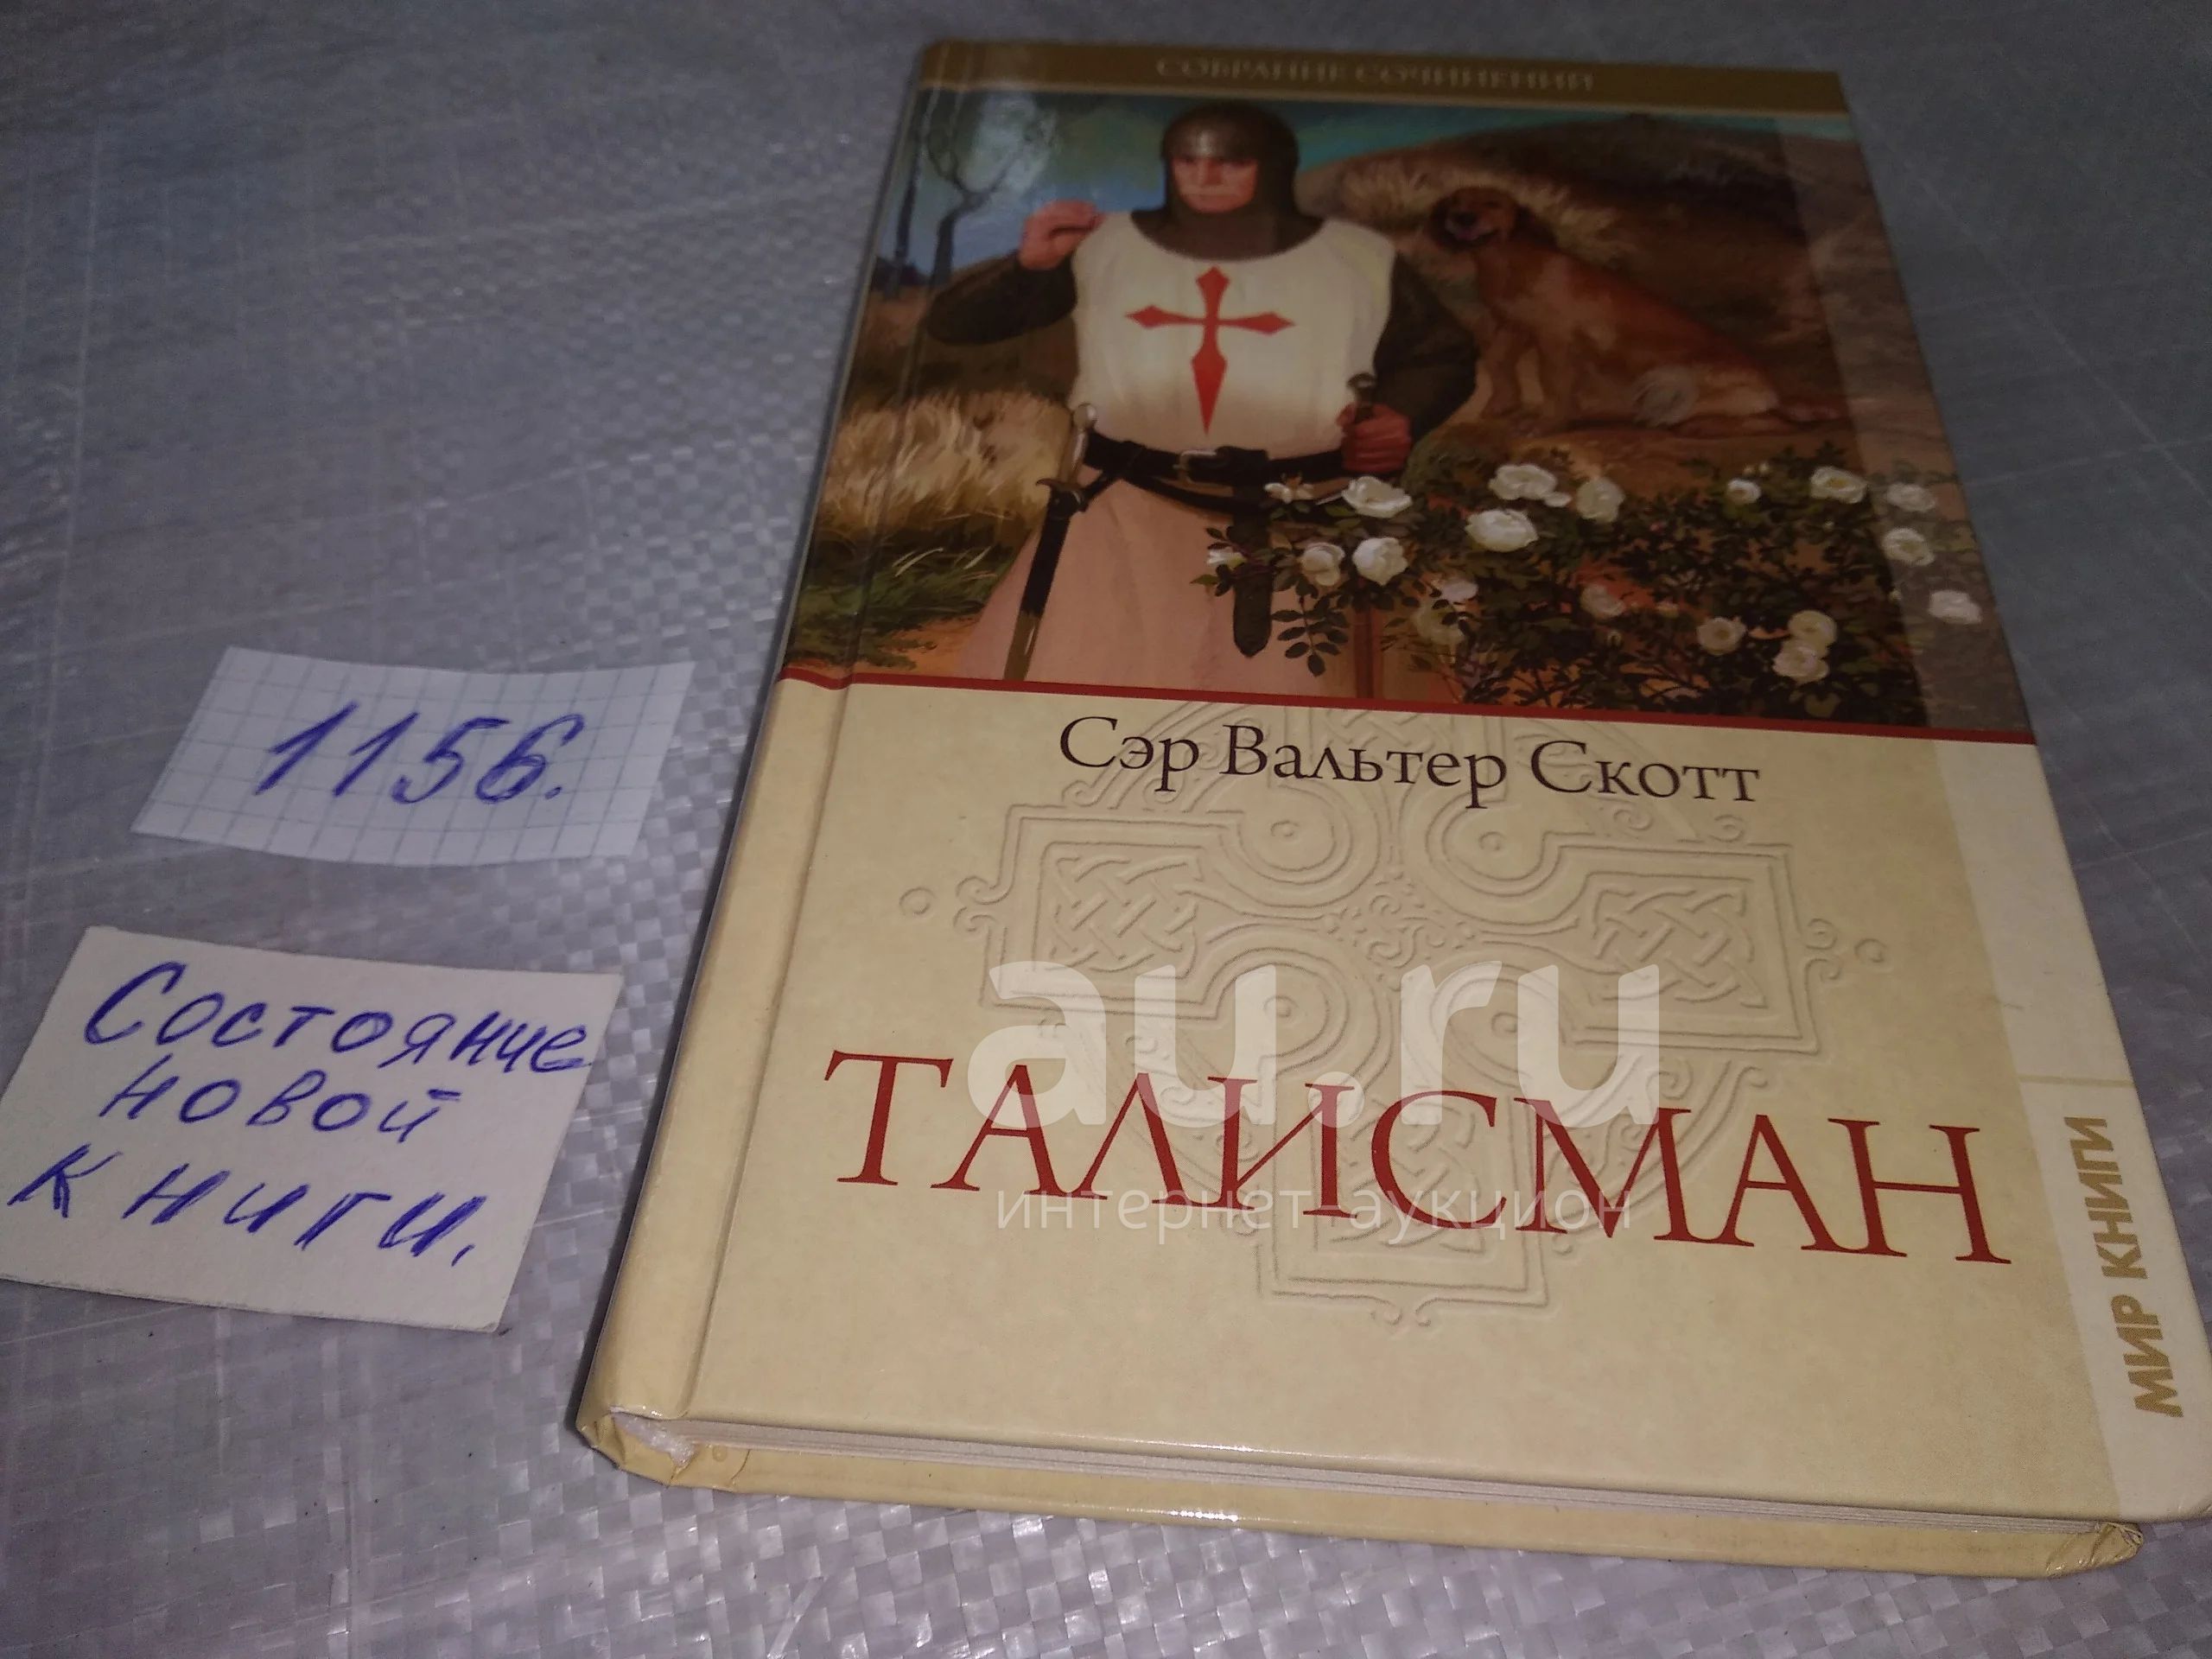 СОБРАНИЕ СОЧИНЕНИЙ
Сэр Вальтер Скотт
ТАЛИСМАН
МИР КНИГИ
1156.
Состояние
новой
книги.
au.ru
интернет аукцион